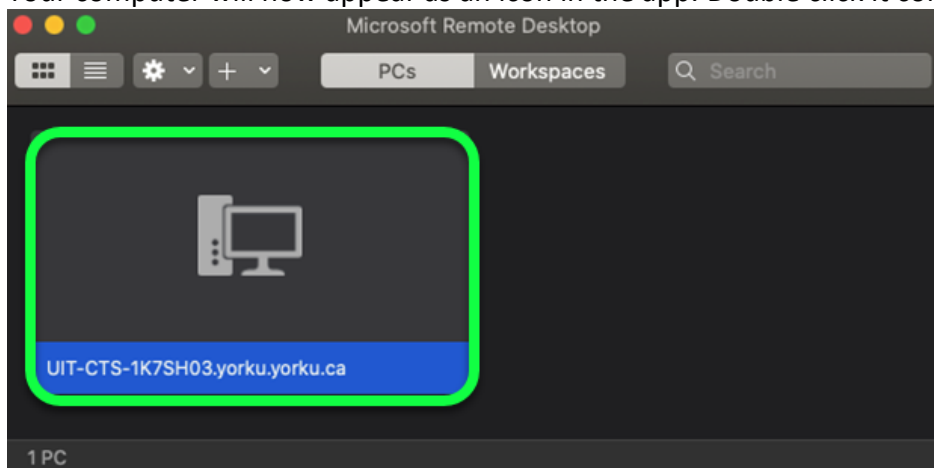 Microsoft Remote Desktop
PCs Workspaces Search
UIT-CTS-1K7SH03.yorku.yorku.ca
1 PC